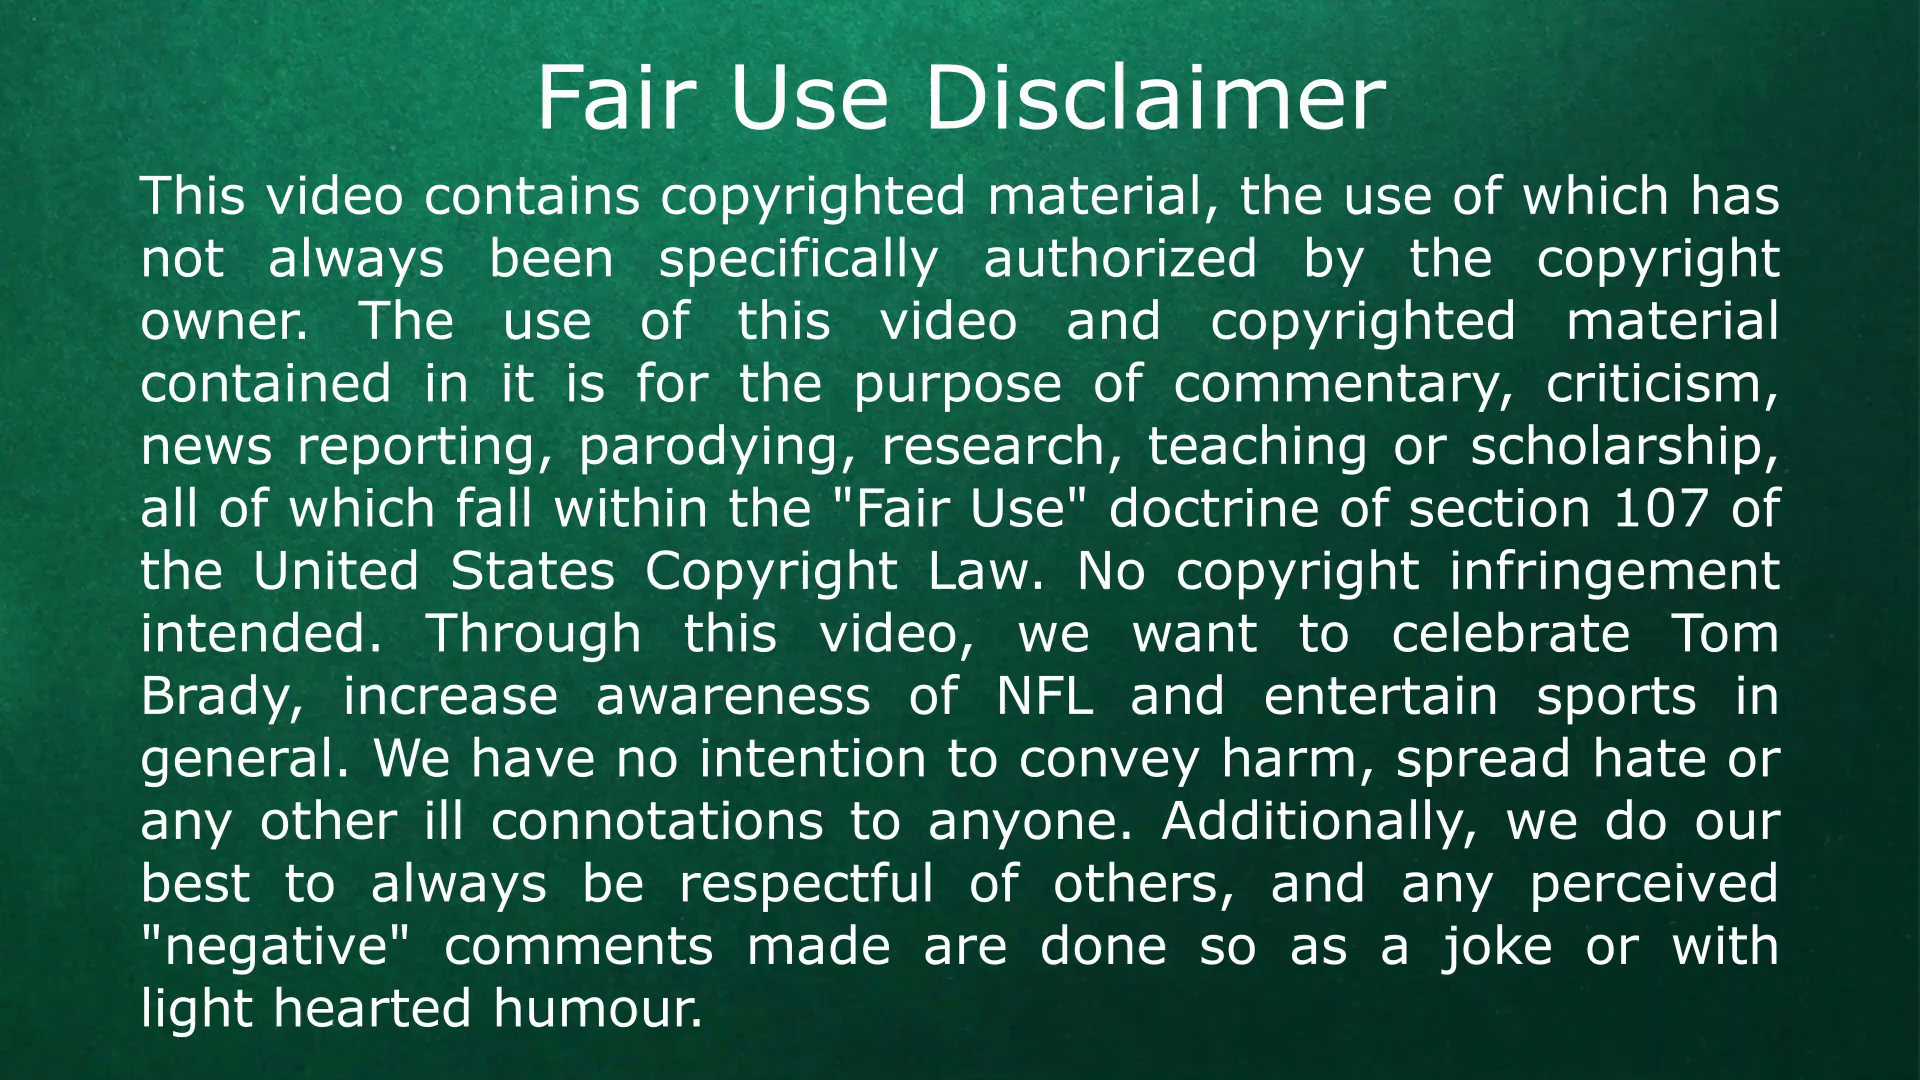 Fair Use Disclaimer
This video contains copyrighted material, the use of which has
not always been specifically authorized by the copyright
owner. The use of this video and copyrighted material
contained in it is for the purpose of commentary, criticism,
news reporting, parodying, research, teaching or scholarship,
all of which fall within the "Fair Use" doctrine of section 107 of
the United States Copyright Law. No copyright infringement
intended. Through this video, we want to celebrate Tom
Brady, increase awareness of NFL and entertain sports in
general. We have no intention to convey harm, spread hate or
any other ill connotations to anyone. Additionally, we do our
best to always be respectful of others, and any perceived
"negative" comments made are done so as a joke or with
light hearted humour.